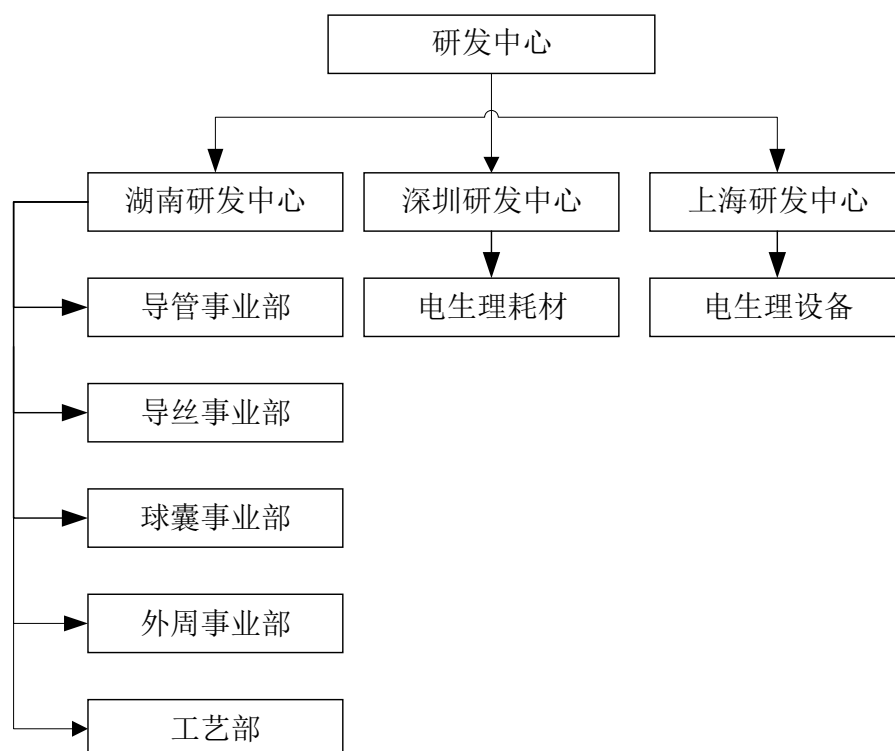 研发中心
湖南研发中心
深圳研发中心
上海研发中心
导管事业部
电生理耗材
电生理设备
导丝事业部
球囊事业部
外周事业部
工艺部